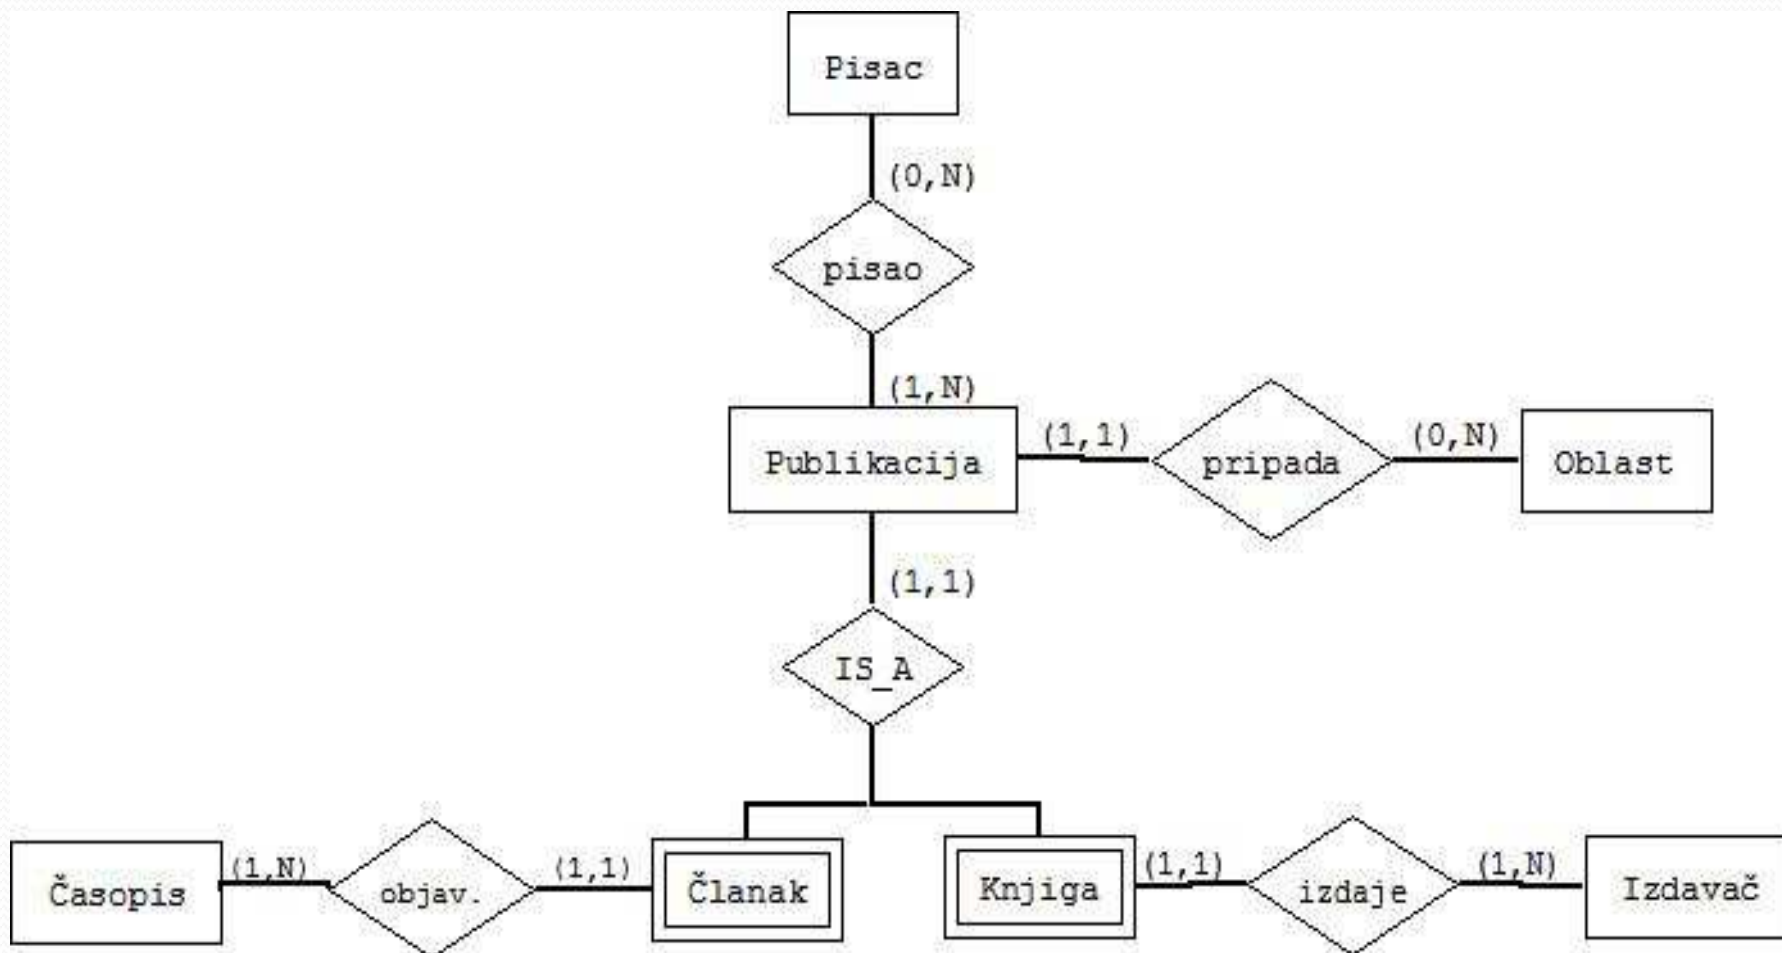 Pisac
(0,N)
pisao
(1,N)
Publikacija
(1,1)
pripada
(0,N)
Oblast
(1,1)
IS_A
Časopis
(1,N)
objav.
(1,1)
Članak
Knjiga
(1,1)
izdaje
(1,N)
Izdavač